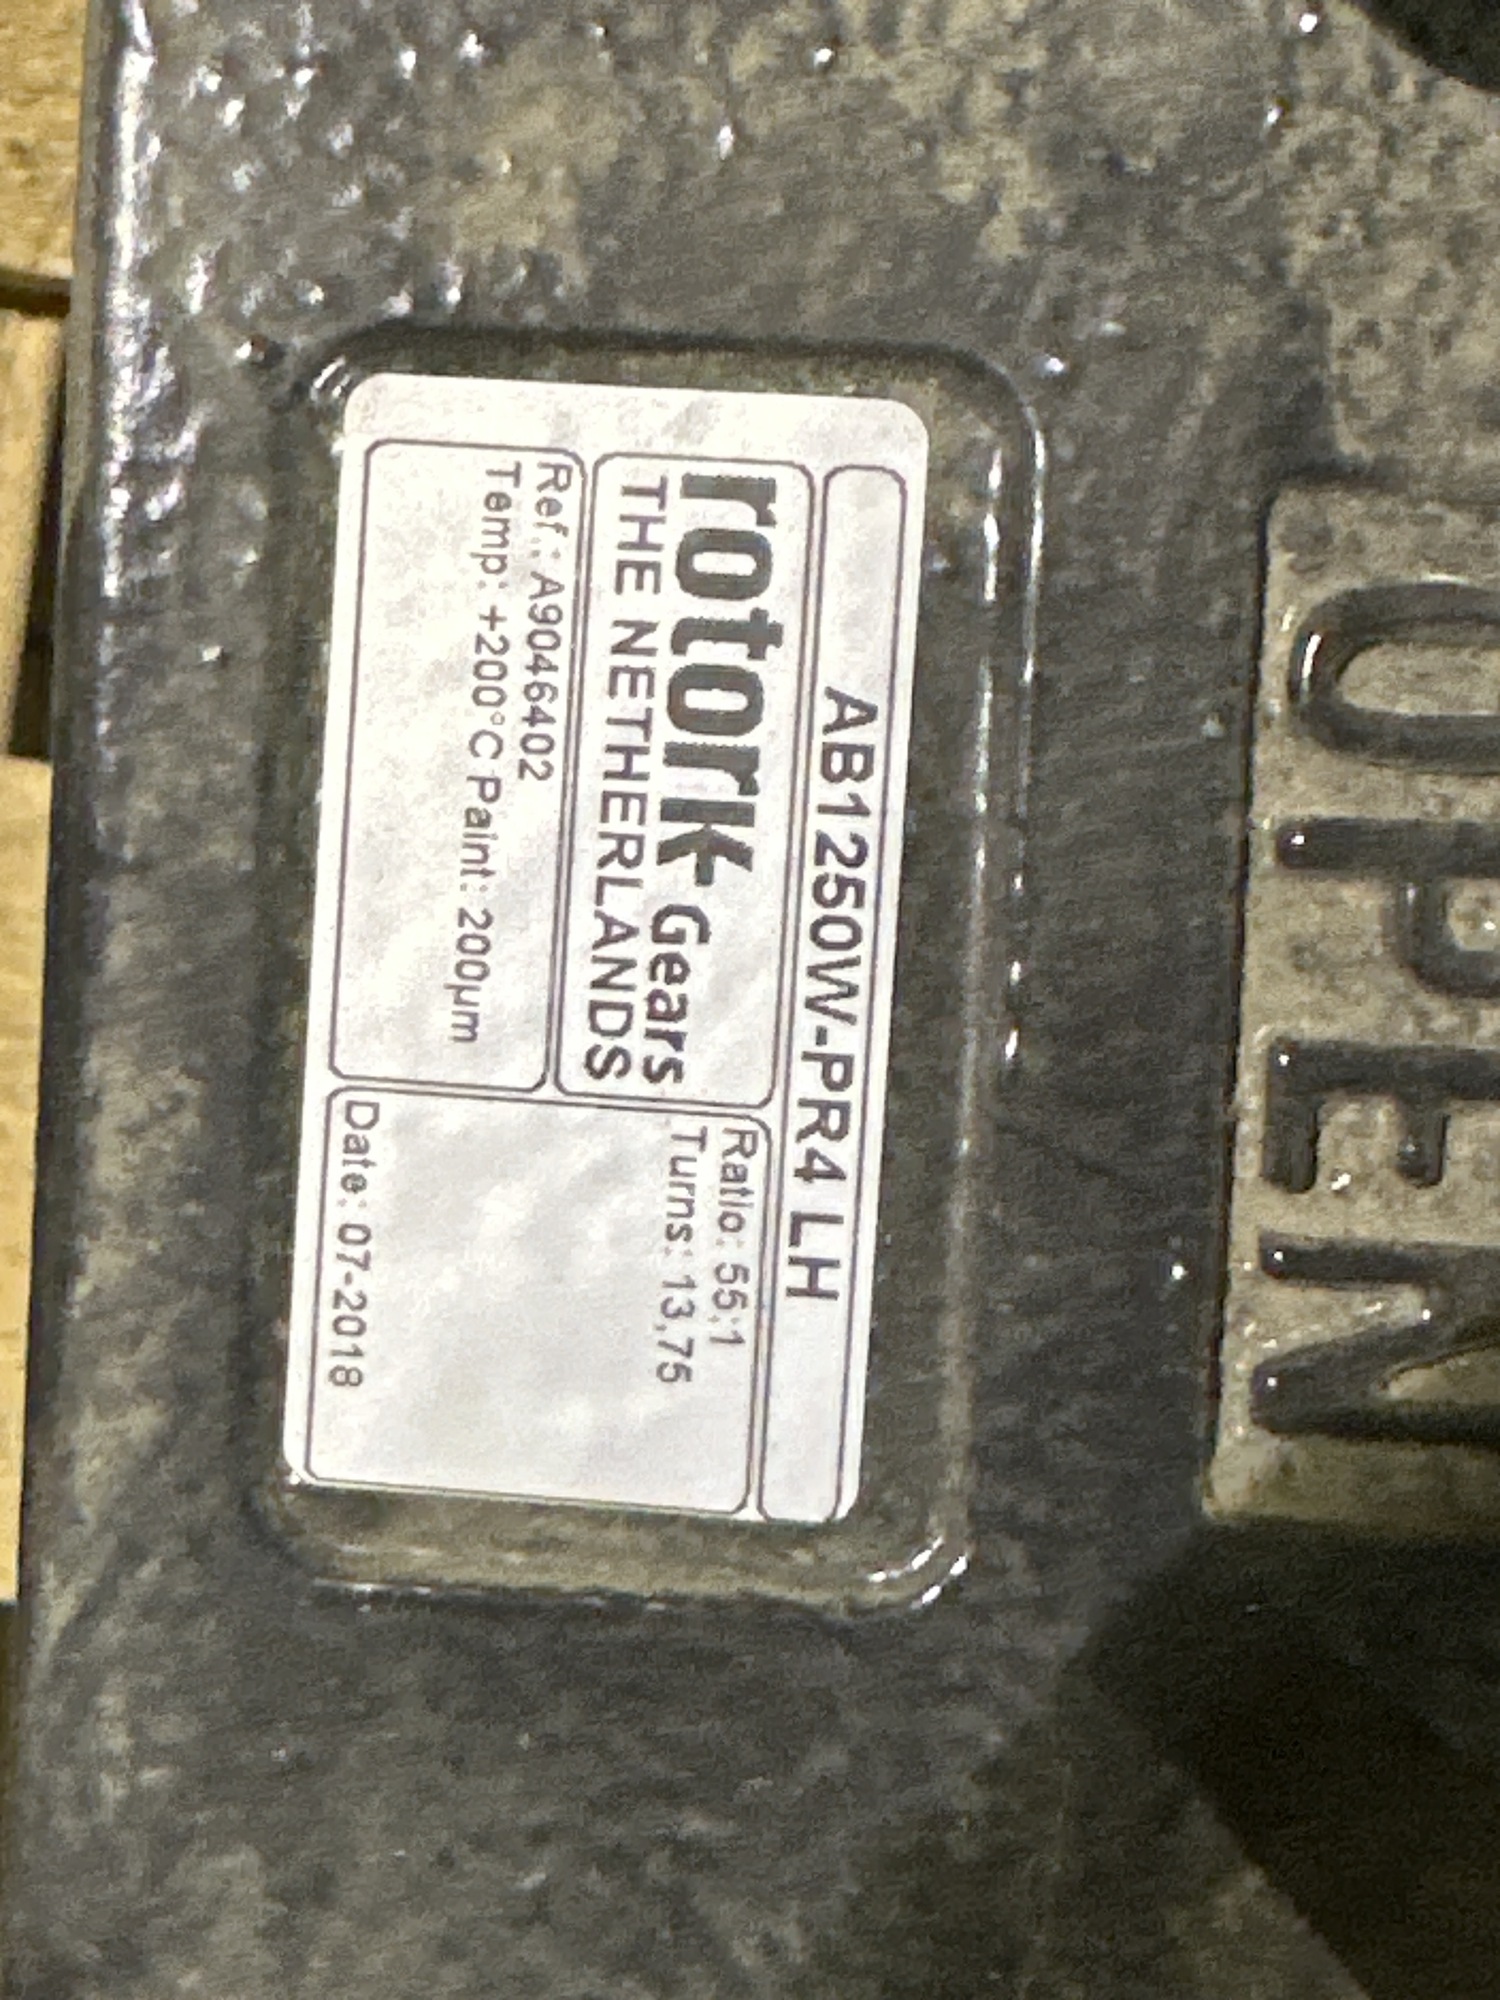 OPEN
AB1250W-PR4 LH
rotork Gears
THE NETHERLANDS
Ref.: A9046402
Temp: +200°C Paint: 200µm
Ratio: 55:1
Turns: 13,75
Date: 07-2018